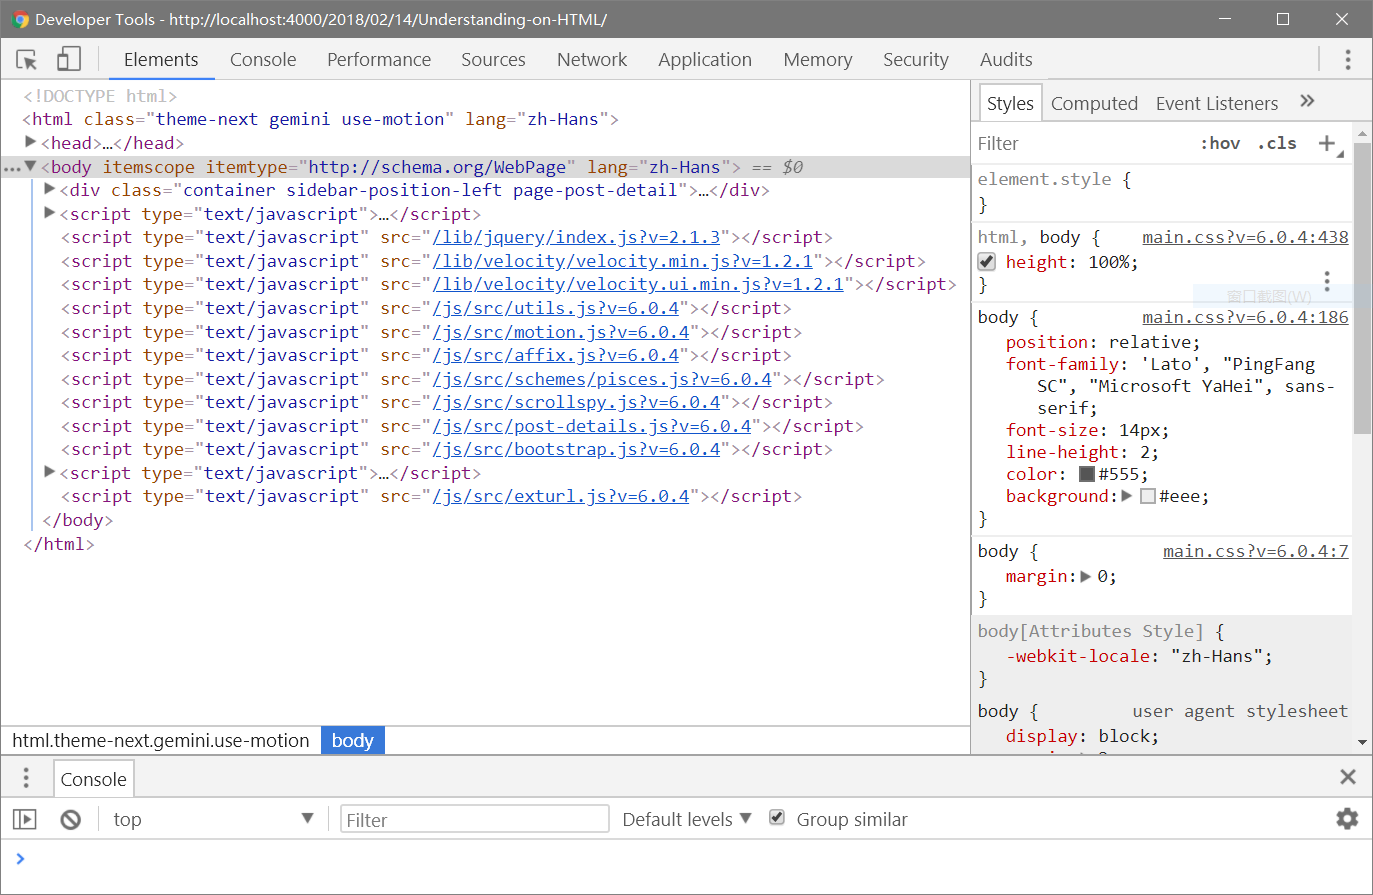 Developer Tools - http://localhost:4000/2018/02/14/Understanding-on-HTML/
Elements Console Performance Sources Network Application Memory Security Audits
<!DOCTYPE html>
<html class="theme-next gemini use-motion" lang="zh-Hans">
<head>…</head>
<body itemscope itemtype="http://schema.org/WebPage" lang="zh-Hans"> == $0
<div class="container sidebar-position-left page-post-detail">…</div>
<script type="text/javascript">…</script>
<script type="text/javascript" src="/lib/jquery/index.js?v=2.1.3"></script>
<script type="text/javascript" src="/lib/velocity/velocity.min.js?v=1.2.1"></script>
<script type="text/javascript" src="/lib/velocity/velocity.ui.min.js?v=1.2.1"></script>
<script type="text/javascript" src="/js/src/utils.js?v=6.0.4"></script>
<script type="text/javascript" src="/js/src/motion.js?v=6.0.4"></script>
<script type="text/javascript" src="/js/src/affix.js?v=6.0.4"></script>
<script type="text/javascript" src="/js/src/schemes/pisces.js?v=6.0.4"></script>
<script type="text/javascript" src="/js/src/scrollspy.js?v=6.0.4"></script>
<script type="text/javascript" src="/js/src/post-details.js?v=6.0.4"></script>
<script type="text/javascript" src="/js/src/bootstrap.js?v=6.0.4"></script>
<script type="text/javascript">…</script>
<script type="text/javascript" src="/js/src/exturl.js?v=6.0.4"></script>
</body>
</html>
html.theme-next.gemini.use-motion body
Styles Computed Event Listeners »
Filter :hov .cls +
element.style {
}
html, body { main.css?v=6.0.4:438
height: 100%;
}
窗口截图(W)
body { main.css?v=6.0.4:186
position: relative;
font-family: 'Lato', "PingFang
SC", "Microsoft YaHei", sans-
serif;
font-size: 14px;
line-height: 2;
color: #555;
background: #eee;
}
body { main.css?v=6.0.4:7
margin: 0;
}
body[Attributes Style] {
-webkit-locale: "zh-Hans";
}
body { user agent stylesheet
display: block;
Console
top Filter Default levels Group similar